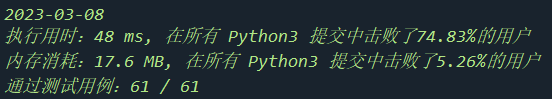 2023-03-08
执行用时：48 ms, 在所有 Python3 提交中击败了74.83%的用户
内存消耗：17.6 MB, 在所有 Python3 提交中击败了5.26%的用户
通过测试用例：61 / 61